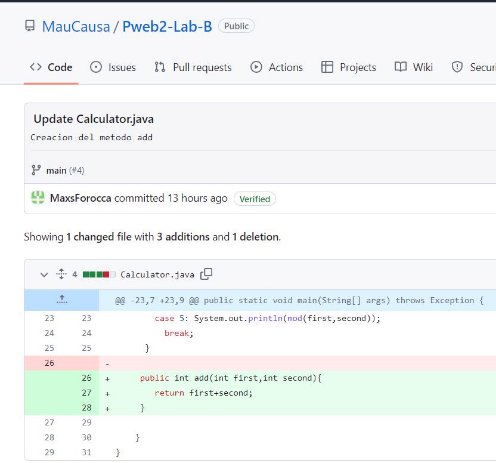 MauCausa / Pweb2-Lab-B Public
Code Issues Pull requests Actions Projects Wiki
Update Calculator.java
Creacion del metodo add
main (#4)
MaxsForocca committed 13 hours ago Verified
Showing 1 changed file with 3 additions and 1 deletion.
4 Calculator.java
@@ -23,7 +23,9 @@ public static void main(String[] args) throws Exception {
23 23 case 5: System.out.println(mod(first,second));
24 24 break;
25 25 }
26 -
26 + public int add(int first,int second){
27 + return first+second;
28 + }
27 29
28 30 }
29 31 }